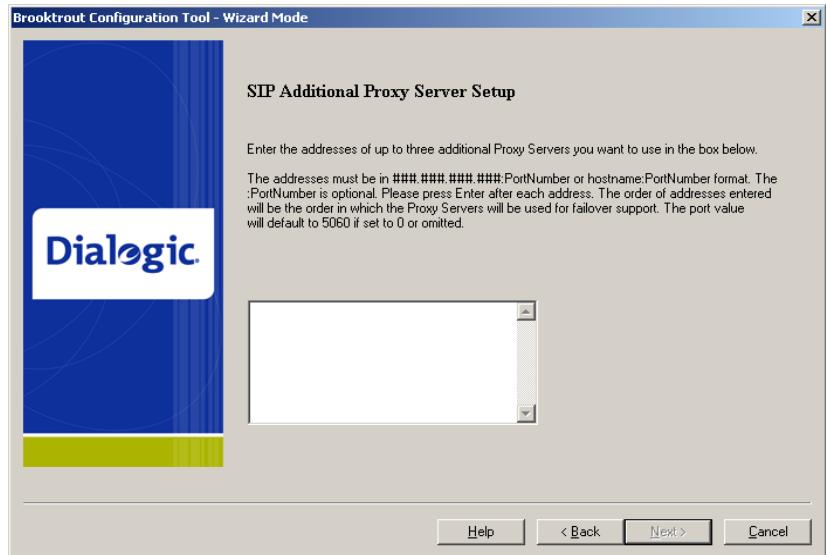 Brooktrout Configuration Tool - Wizard Mode
SIP Additional Proxy Server Setup
Enter the addresses of up to three additional Proxy Servers you want to use in the box below.
The addresses must be in ###.###.###.###:PortNumber or hostname:PortNumber format. The
:PortNumber is optional. Please press Enter after each address. The order of addresses entered
will be the order in which the Proxy Servers will be used for failover support. The port value
will default to 5060 if set to 0 or omitted.
Dialogic.
Help
< Back
Next >
Cancel